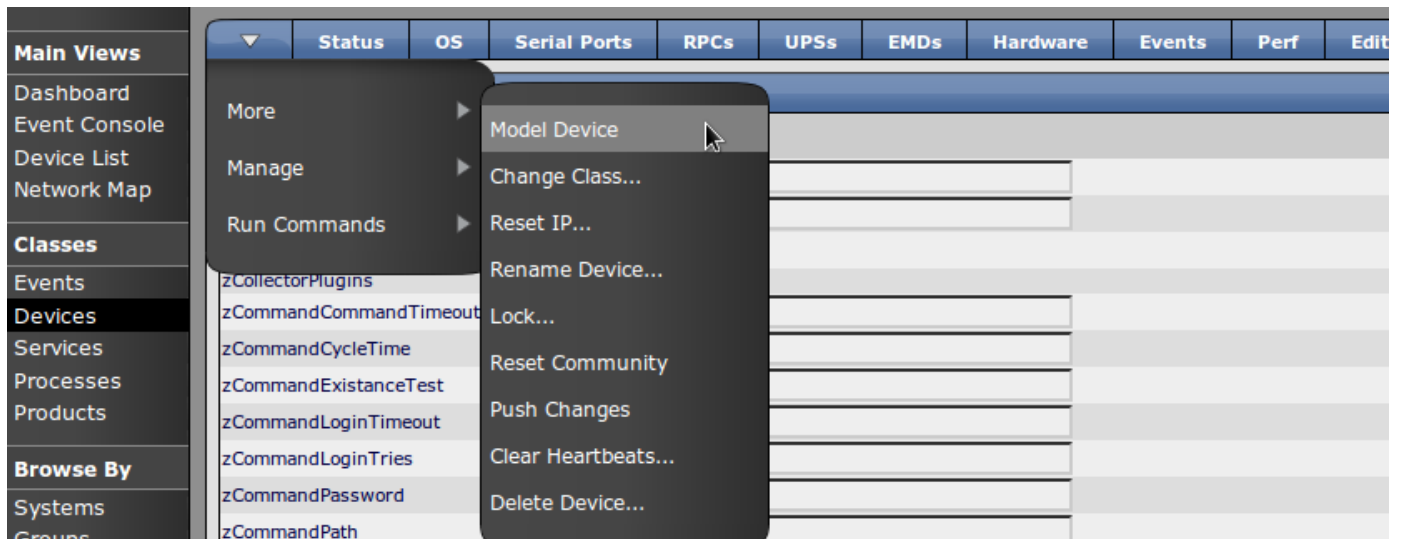 Main Views
Dashboard
Event Console
Device List
Network Map
Classes
Events
Devices
Services
Processes
Products
Browse By
Systems
Groups
Status OS Serial Ports RPCs UPSs EMDs Hardware Events Perf Edit
More
Manage
Run Commands
Model Device
Change Class...
Reset IP...
Rename Device...
Lock...
Reset Community
Push Changes
Clear Heartbeats...
Delete Device...
zCollectorPlugins
zCommandCommandTimeout
zCommandCycleTime
zCommandExistanceTest
zCommandLoginTimeout
zCommandLoginTries
zCommandPassword
zCommandPath